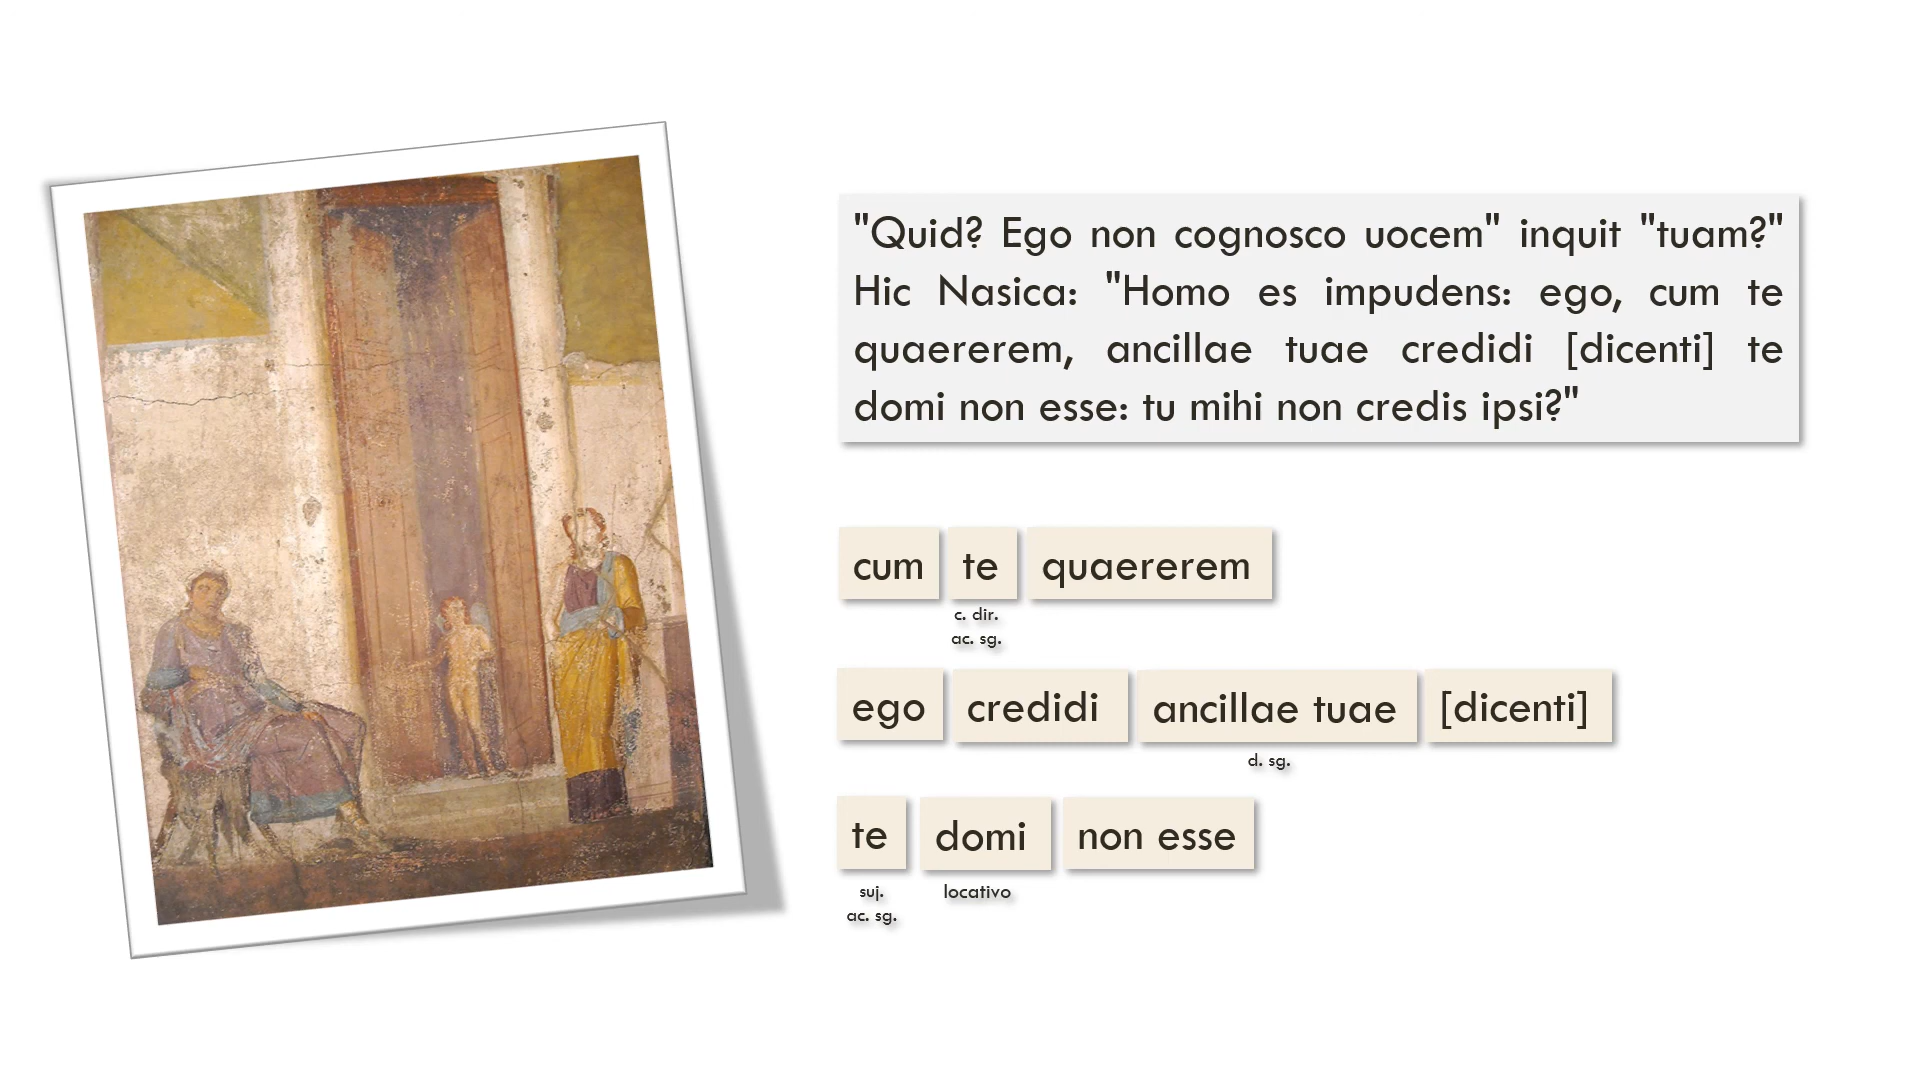 "Quid? Ego non cognosco uocem" inquit "tuam?"
Hic Nasica: "Homo es impudens: ego, cum te
quaererem, ancillae tuae credidi [dicenti] te
domi non esse: tu mihi non credis ipsi?"
cum te quaererem
c. dir.
ac. sg.
ego credidi ancillae tuae [dicenti]
d. sg.
te domi non esse
suj. locativo
ac. sg.